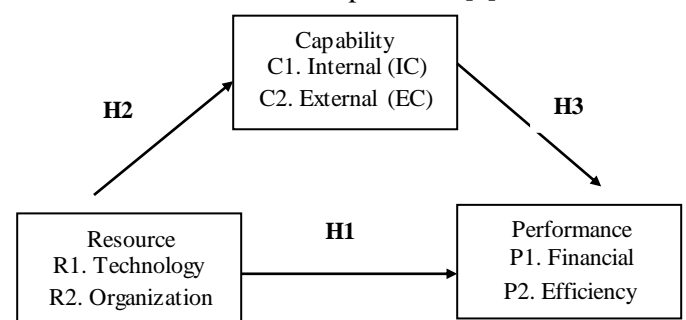 Capability
C1. Internal (IC)
C2. External (EC)
H2
H3
Resource
R1. Technology
R2. Organization
H1
Performance
P1. Financial
P2. Efficiency